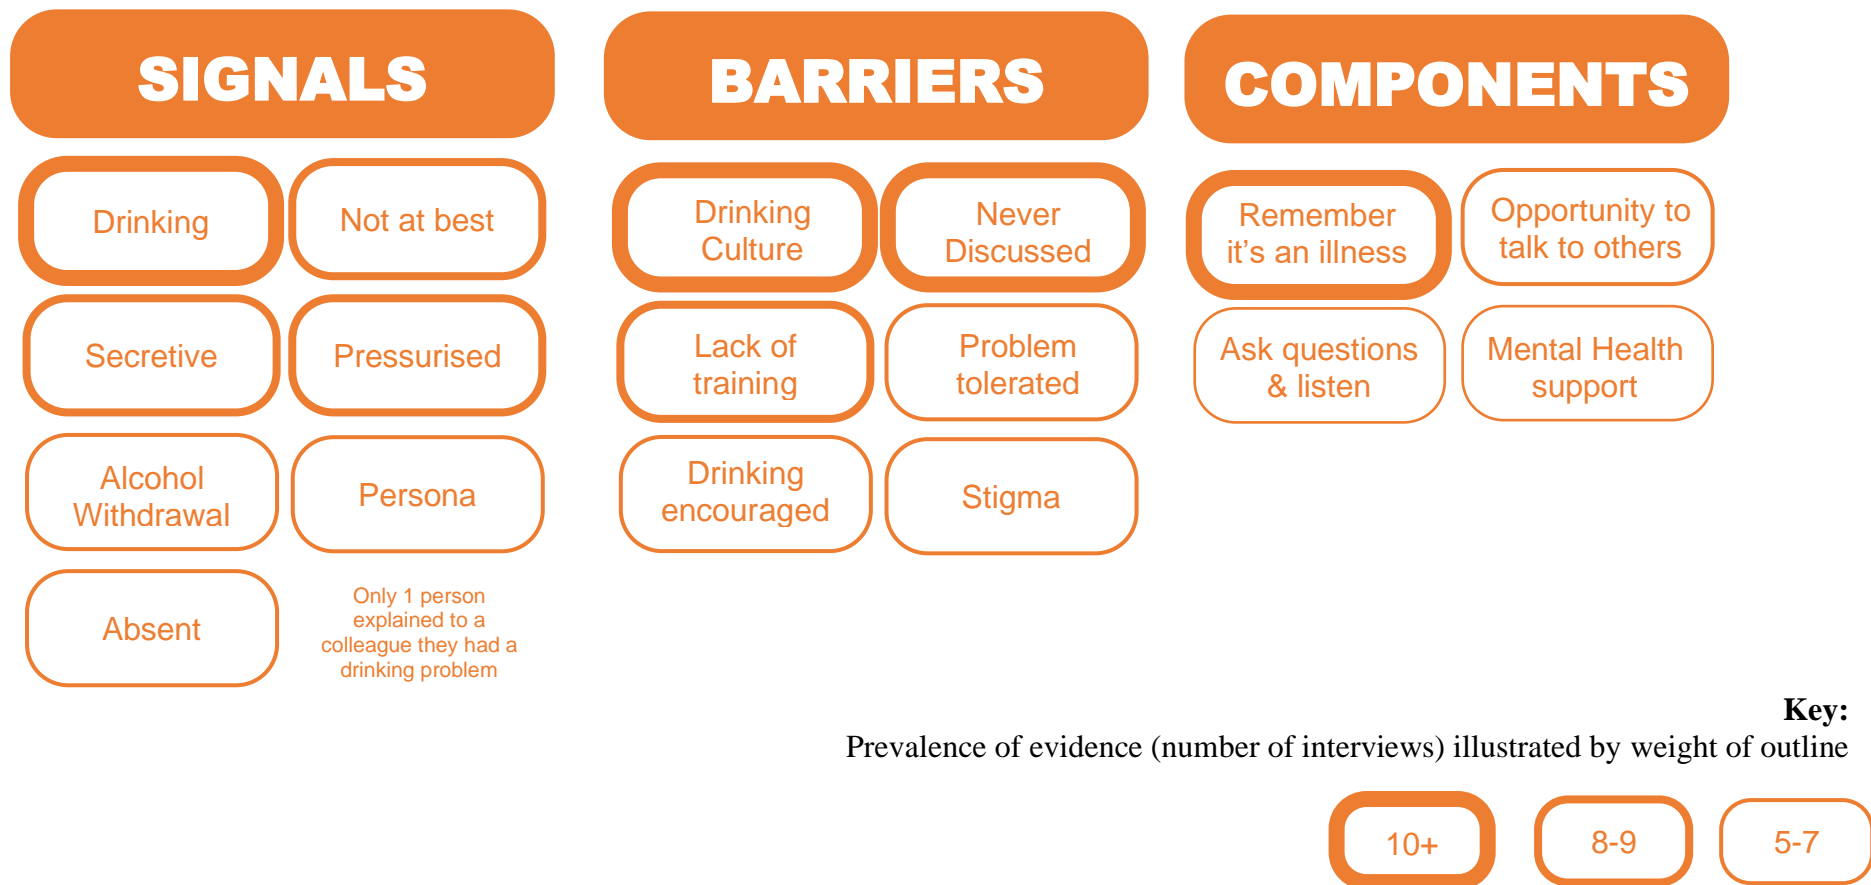 SIGNALS
Drinking
Not at best
Secretive
Pressurised
Alcohol
Withdrawal
Persona
Absent
Only 1 person
explained to a
colleague they had a
drinking problem
BARRIERS
Drinking
Culture
Never
Discussed
Lack of
training
Problem
tolerated
Drinking
encouraged
Stigma
COMPONENTS
Remember
it’s an illness
Opportunity to
talk to others
Ask questions
& listen
Mental Health
support
Key:
Prevalence of evidence (number of interviews) illustrated by weight of outline
10+
8-9
5-7